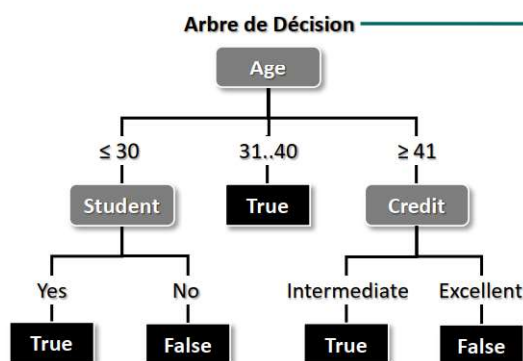 Arbre de Décision
Age
≤ 30 31..40 ≥ 41
Student True Credit
Yes No Intermediate Excellent
True False True False